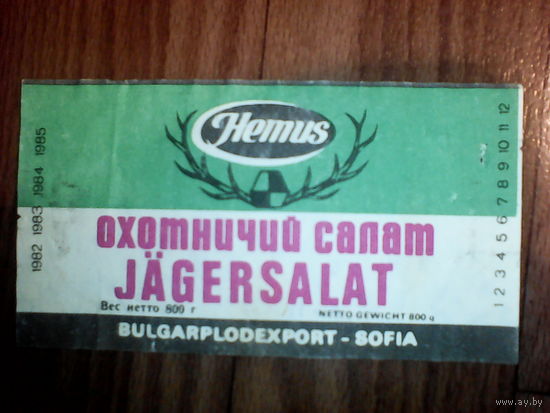 Hemus
1982 1983 1984 1985
1 2 3 4 5 6 7 8 9 10 11 12
охотничий салат
JÄGERSALAT
Вес нетто 800 г
NETTO GEWICHT 800 g
BULGARPLODEXPORT - SOFIA
www.ay.by